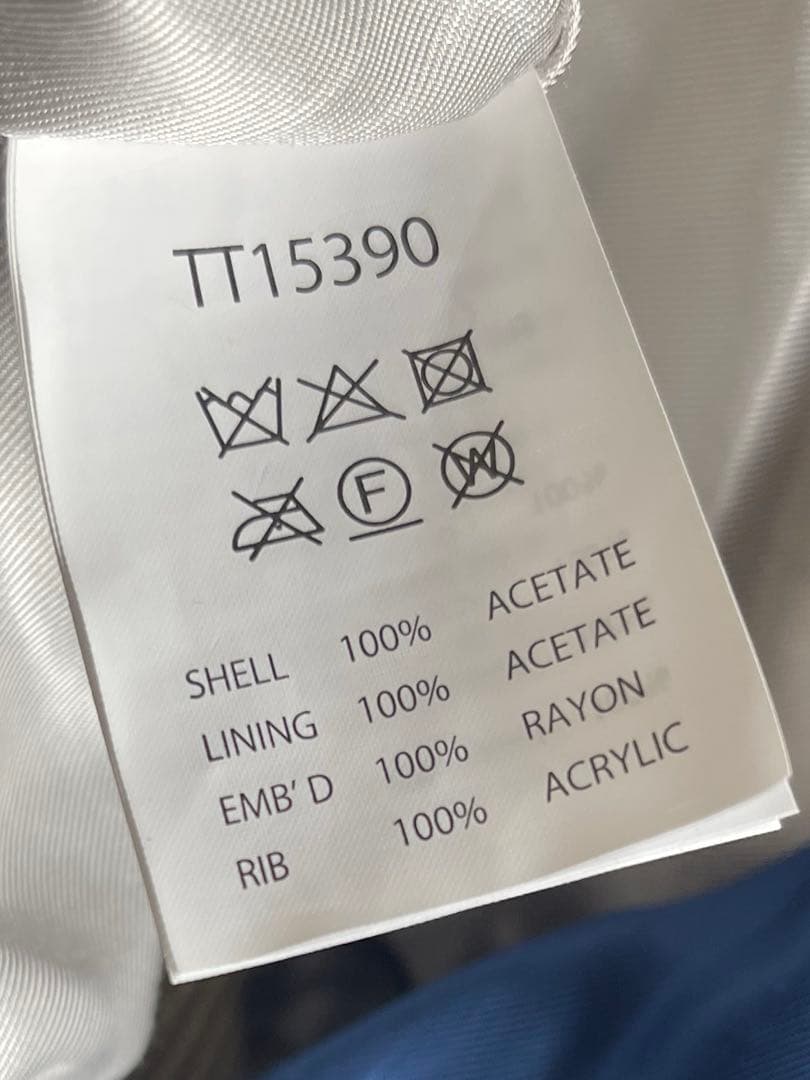 TT15390
F W
SHELL 100% ACETATE
LINING 100% ACETATE
EMB' D 100% RAYON
RIB 100% ACRYLIC